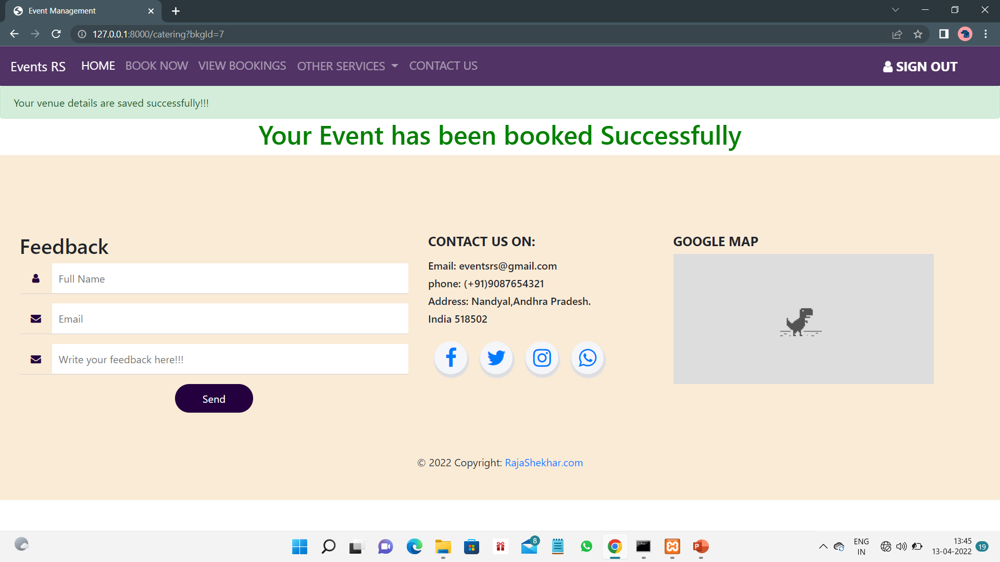 Event Management
127.0.0.1:8000/catering?bkgId=7
Events RS HOME BOOK NOW VIEW BOOKINGS OTHER SERVICES CONTACT US SIGN OUT
Your venue details are saved successfully!!!
Your Event has been booked Successfully
Feedback
Full Name
Email
Write your feedback here!!!
Send
CONTACT US ON:
Email: eventsrs@gmail.com
phone: (+91)9087654321
Address: Nandyal,Andhra Pradesh.
India 518502
GOOGLE MAP
© 2022 Copyright: RajaShekhar.com
8
P
ENG
IN
13:45
13-04-2022
19